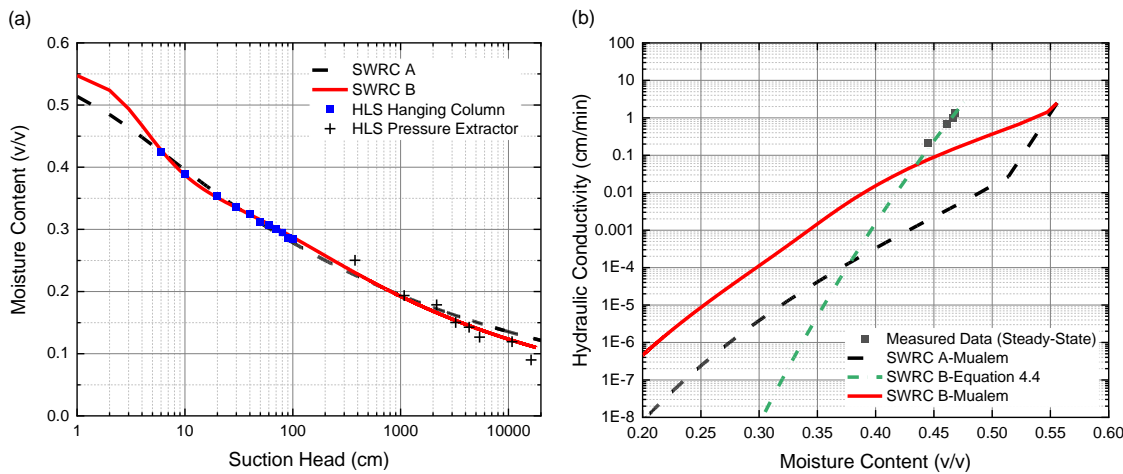 (a)
0.6
0.5
0.4
0.3
0.2
0.1
0.0
Moisture Content (v/v)
1
10
100
1000
10000
Suction Head (cm)
SWRC A
SWRC B
HLS Hanging Column
HLS Pressure Extractor
(b)
100
10
1
0.1
0.01
0.001
1E-4
1E-5
1E-6
1E-7
1E-8
Hydraulic Conductivity (cm/min)
0.20
0.25
0.30
0.35
0.40
0.45
0.50
0.55
0.60
Moisture Content (v/v)
Measured Data (Steady-State)
SWRC A-Mualem
SWRC B-Equation 4.4
SWRC B-Mualem